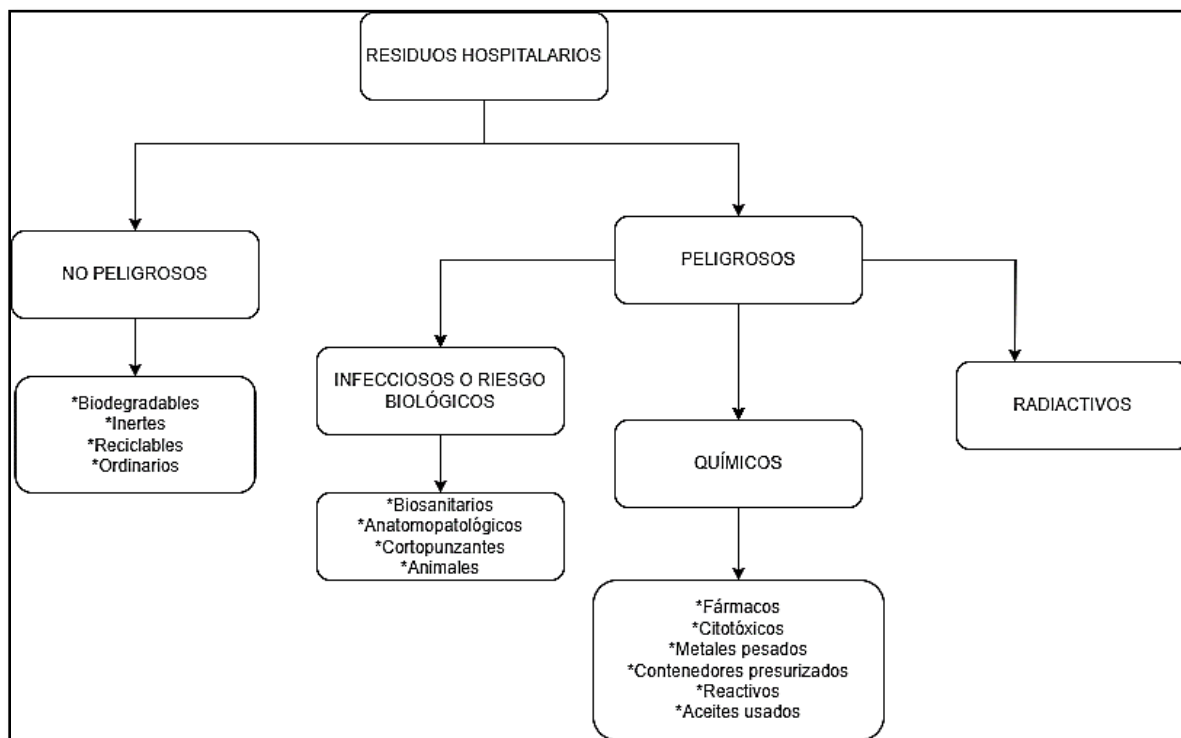 RESIDUOS HOSPITALARIOS
NO PELIGROSOS
PELIGROSOS
*Biodegradables
*Inertes
*Reciclables
*Ordinarios
INFECCIOSOS O RIESGO
BIOLÓGICOS
RADIACTIVOS
QUÍMICOS
*Biosanitarios
*Anatomopatológicos
*Cortopunzantes
*Animales
*Fármacos
*Citotóxicos
*Metales pesados
*Contenedores presurizados
*Reactivos
*Aceites usados